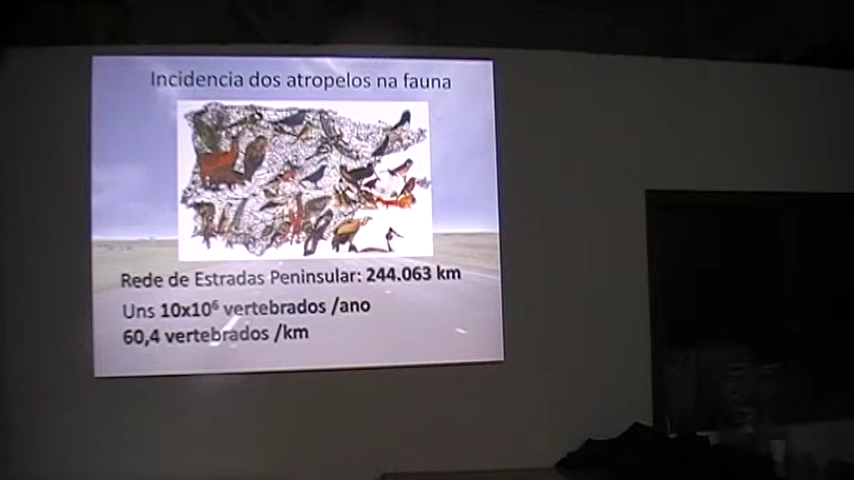 Incidencia dos atropelos na fauna
Rede de Estradas Peninsular: 244.063 km
Uns 10x10⁶ vertebrados /ano
60,4 vertebrados /km